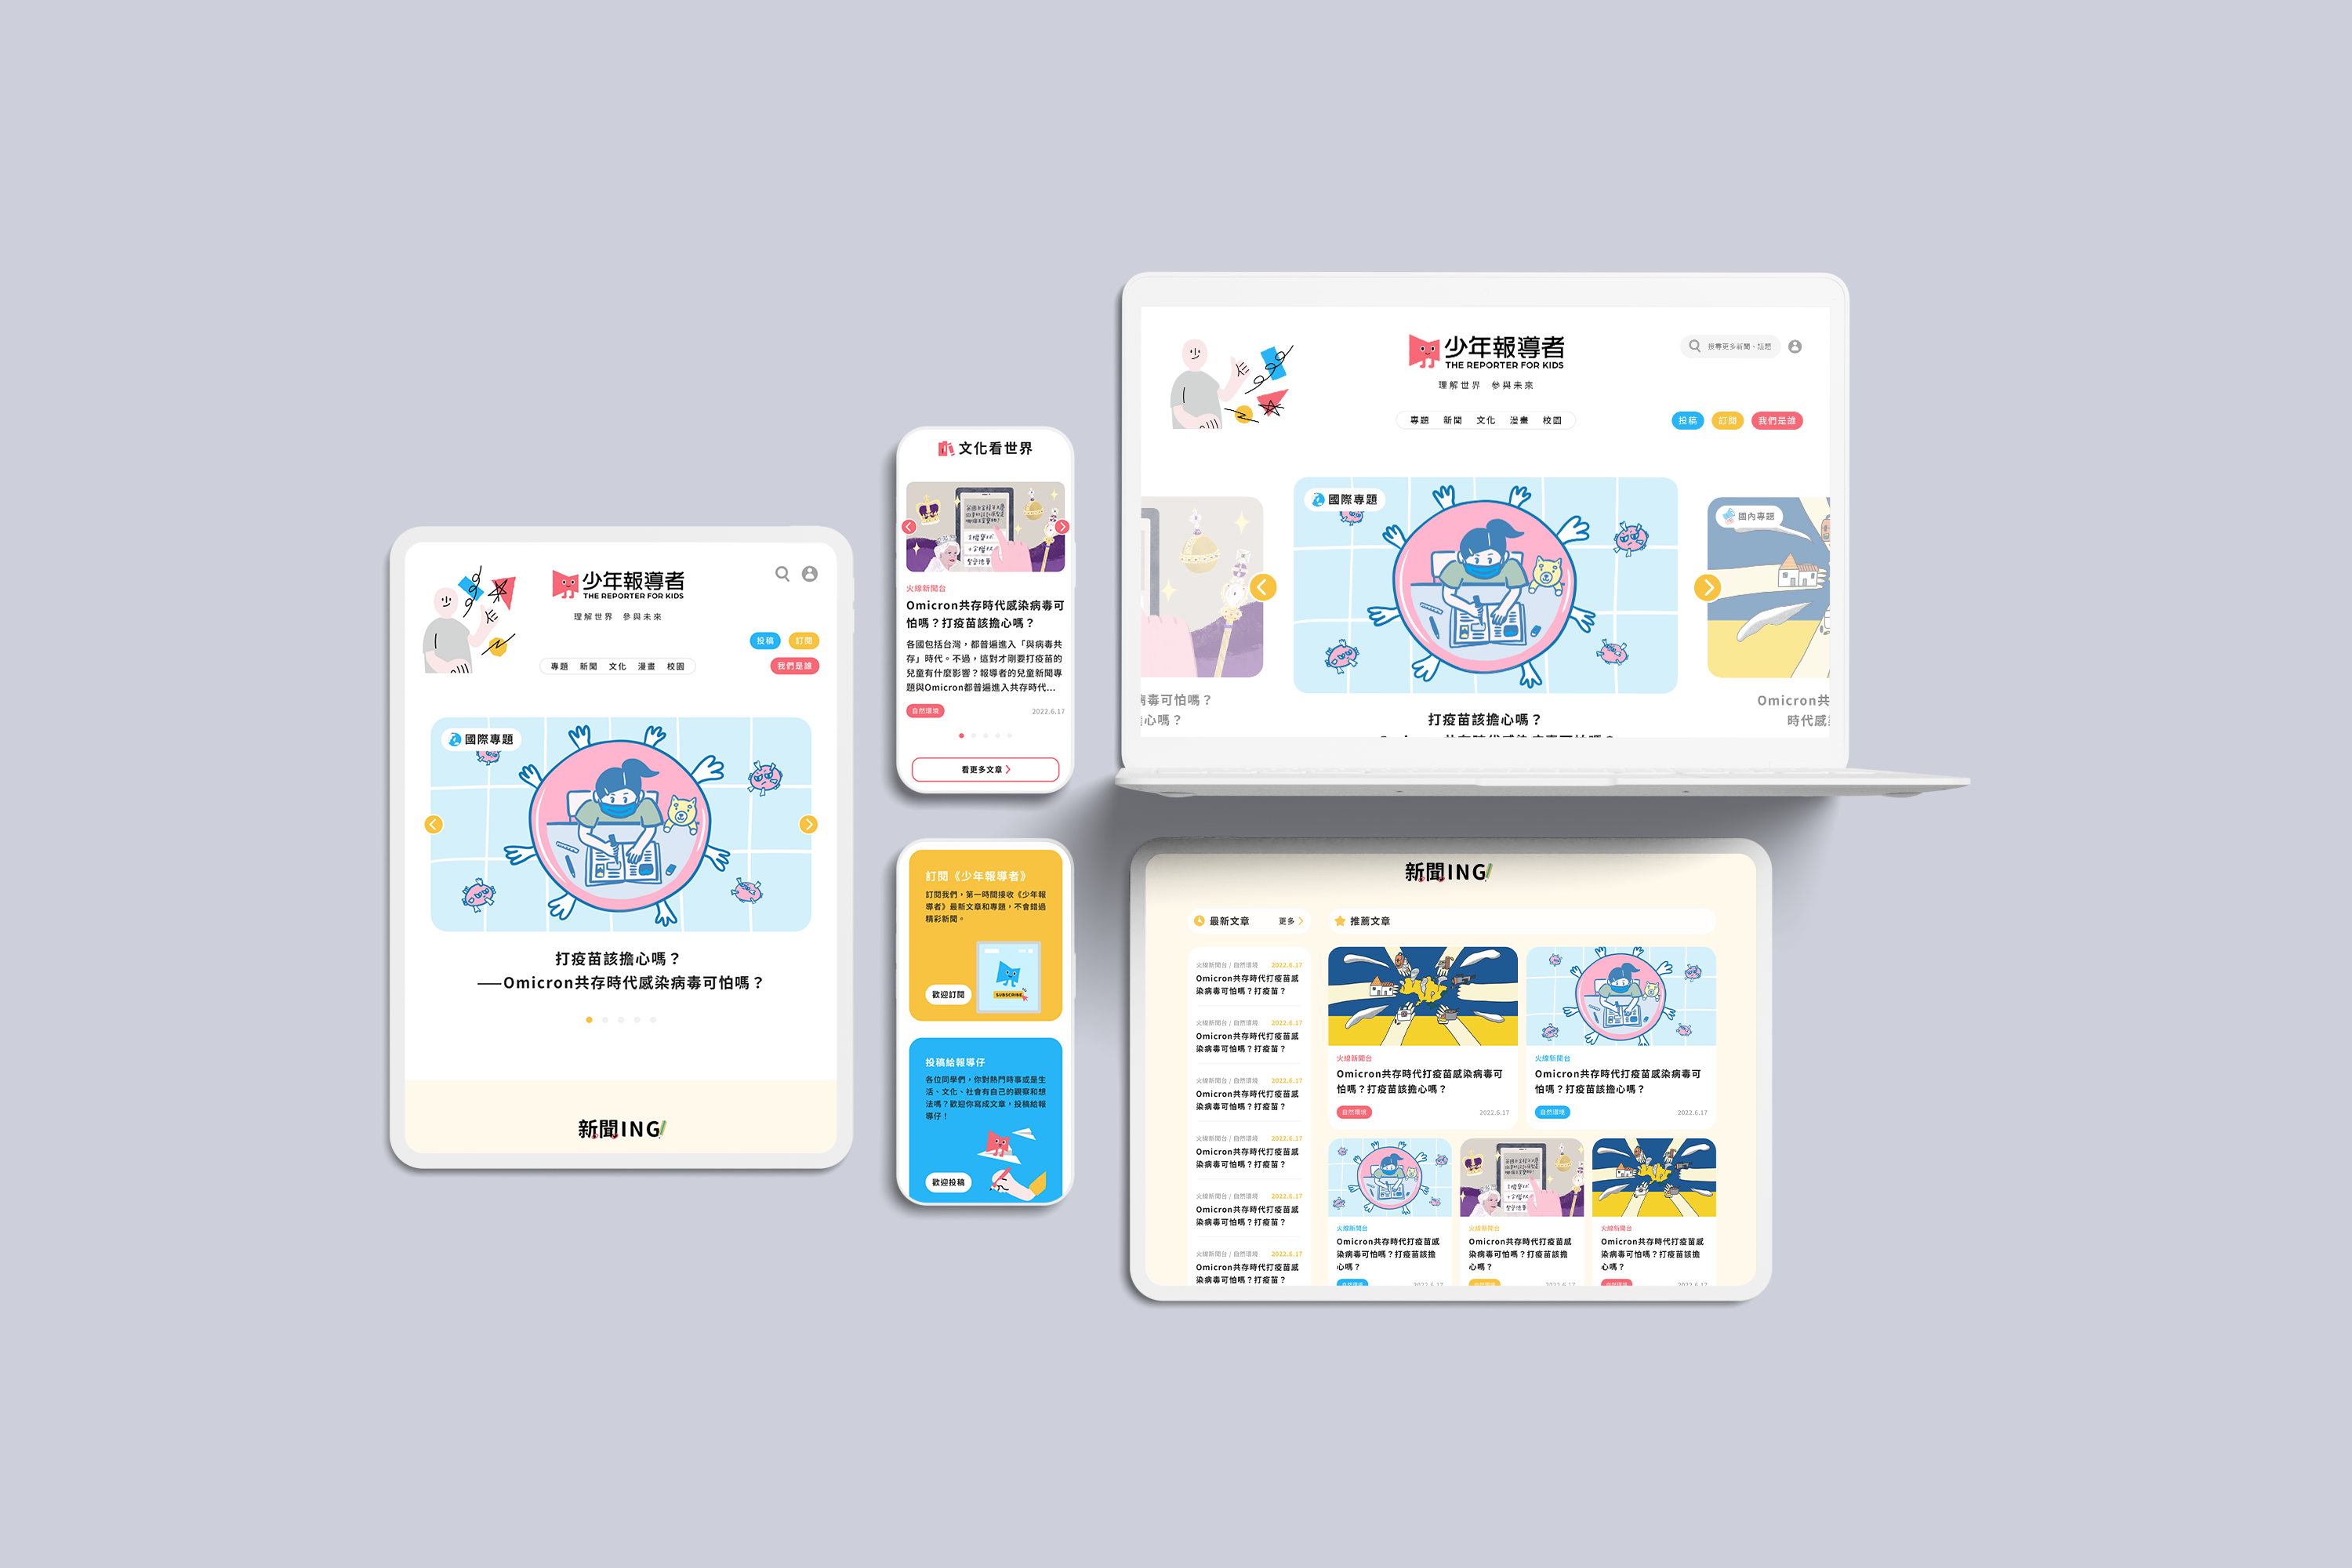 少年報導者
THE REPORTER FOR KIDS
理解世界　參與未來
投稿
訂閱
專題　新聞　文化　漫畫　校園
我們是誰
國際專題
打疫苗該擔心嗎？
——Omicron共存時代感染病毒可怕嗎？
新聞ING
文化看世界
火線新聞台
Omicron共存時代感染病毒可
怕嗎？打疫苗該擔心嗎？
各國包括台灣，都普遍進入「與病毒共
存」時代。不過，這對才剛要打疫苗的
兒童有什麼影響？報導者的兒童新聞專
題與Omicron都普遍進入共存時代...
自然環境
2022.6.17
看更多文章
訂閱《少年報導者》
訂閱我們，第一時間接收《少年報
導者》最新文章和專題，不會錯過
精彩新聞。
SUBSCRIBE
歡迎訂閱
投稿給報導仔
各位同學們，你對熱門時事或是生
活、文化、社會有自己的觀察和想
法嗎？歡迎你寫成文章，投稿給報
導仔！
歡迎投稿
少年報導者
THE REPORTER FOR KIDS
理解世界　參與未來
搜尋更多新聞、話題
專題　新聞　文化　漫畫　校園
投稿
訂閱
我們是誰
國際專題
國內專題
病毒可怕嗎？
心嗎？
打疫苗該擔心嗎？
Omicron共
時代感
新聞ING
最新文章
更多
推薦文章
火線新聞台 / 自然環境 2022.6.17
Omicron共存時代打疫苗感
染病毒可怕嗎？打疫苗？
火線新聞台 / 自然環境 2022.6.17
Omicron共存時代打疫苗感
染病毒可怕嗎？打疫苗？
火線新聞台 / 自然環境 2022.6.17
Omicron共存時代打疫苗感
染病毒可怕嗎？打疫苗？
火線新聞台 / 自然環境 2022.6.17
Omicron共存時代打疫苗感
染病毒可怕嗎？打疫苗？
火線新聞台 / 自然環境 2022.6.17
Omicron共存時代打疫苗感
染病毒可怕嗎？打疫苗？
火線新聞台 / 自然環境 2022.6.17
Omicron共存時代打疫苗感
染病毒可怕嗎？打疫苗？
火線新聞台
Omicron共存時代打疫苗感染病毒可
怕嗎？打疫苗該擔心嗎？
自然環境
2022.6.17
火線新聞台
Omicron共存時代打疫苗感染病毒可
怕嗎？打疫苗該擔心嗎？
自然環境
2022.6.17
火線新聞台
Omicron共存時代打疫苗感
染病毒可怕嗎？打疫苗該擔
心嗎？
火線新聞台
Omicron共存時代打疫苗感
染病毒可怕嗎？打疫苗該擔
心嗎？
火線新聞台
Omicron共存時代打疫苗感
染病毒可怕嗎？打疫苗該擔
心嗎？